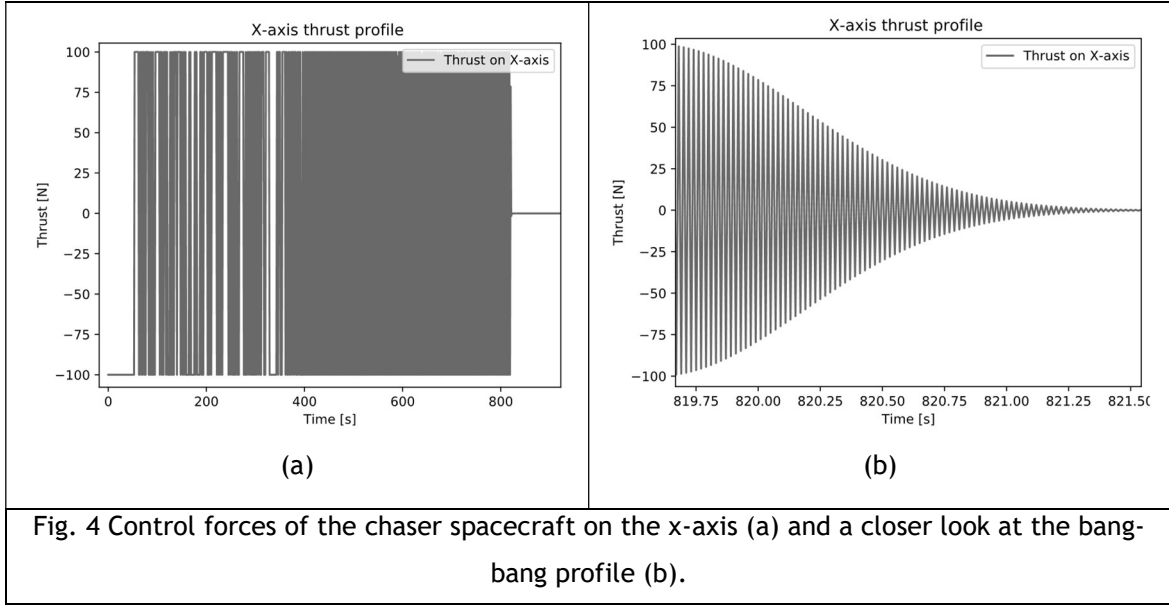 X-axis thrust profile
Thrust on X-axis
100
75
50
25
0
−25
−50
−75
−100
Thrust [N]
0 200 400 600 800
Time [s]
(a)
X-axis thrust profile
Thrust on X-axis
100
75
50
25
0
−25
−50
−75
−100
Thrust [N]
819.75 820.00 820.25 820.50 820.75 821.00 821.25 821.50
Time [s]
(b)
Fig. 4 Control forces of the chaser spacecraft on the x-axis (a) and a closer look at the bang-
bang profile (b).